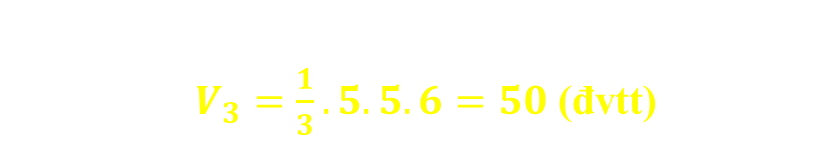 V₃ = 1/3 . 5. 5. 6 = 50 (đvtt)